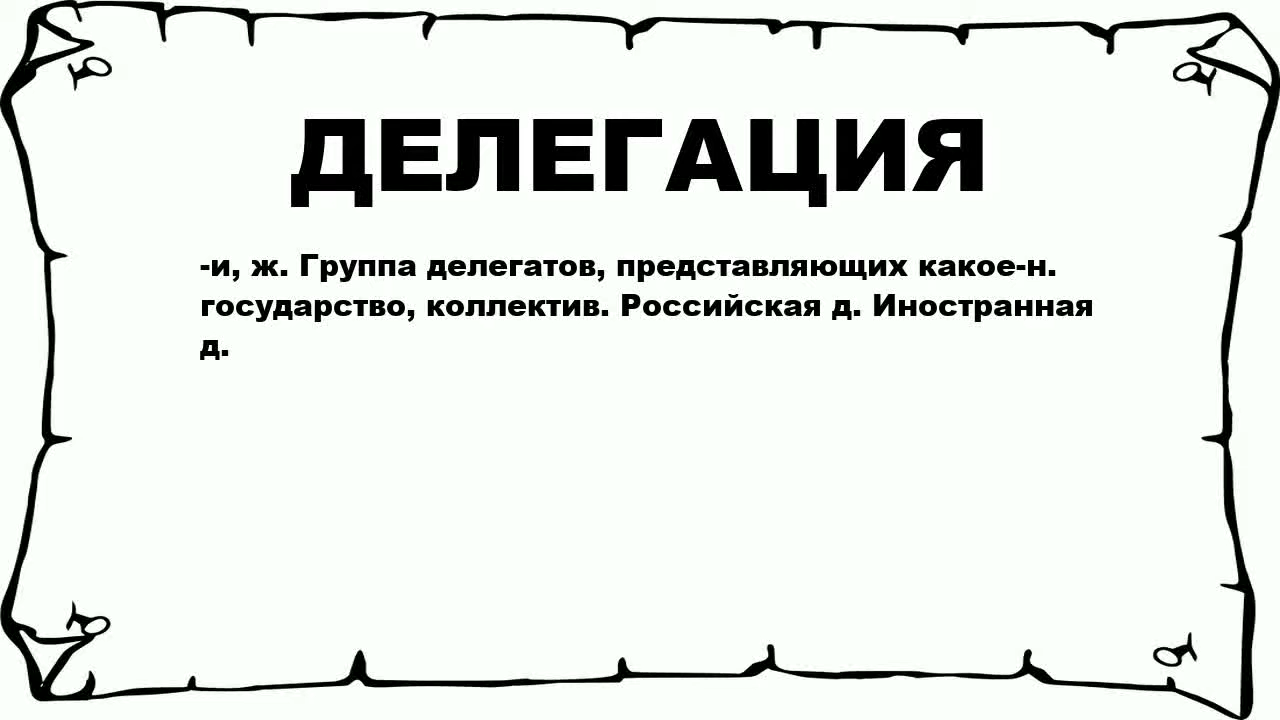 ДЕЛЕГАЦИЯ
-и, ж. Группа делегатов, представляющих какое-н.
государство, коллектив. Российская д. Иностранная
д.